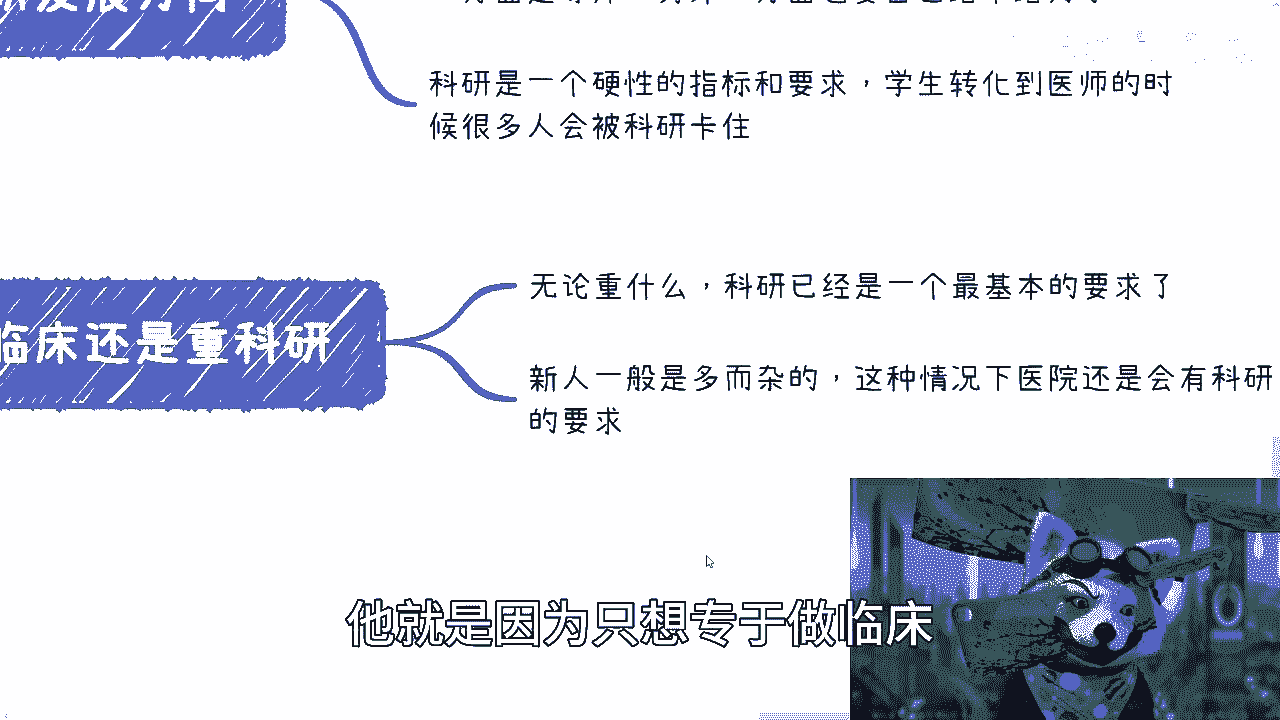 科研是一个硬性的指标和要求，学生转化到医师的时
候很多人会被科研卡住
无论重什么，科研已经是一个最基本的要求了
临床还是重科研
新人一般是多而杂的，这种情况下医院还是会有科研
的要求
他就是因为只想专于做临床